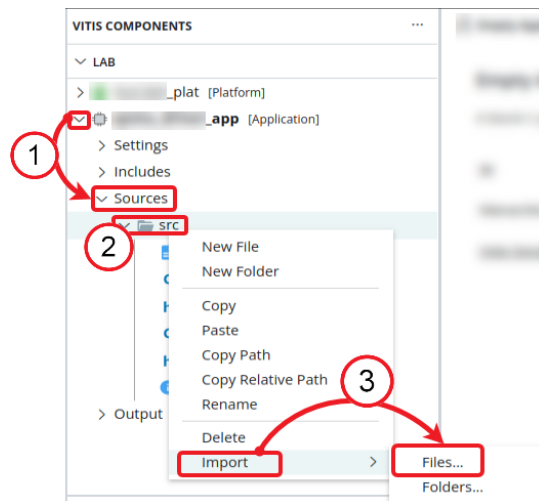 VITIS COMPONENTS
...
LAB
_plat [Platform]
_app [Application]
1
Settings
Includes
Sources
2
src
New File
New Folder
Copy
Paste
Copy Path
Copy Relative Path
3
Rename
Output
Delete
Import
Files...
Folders...